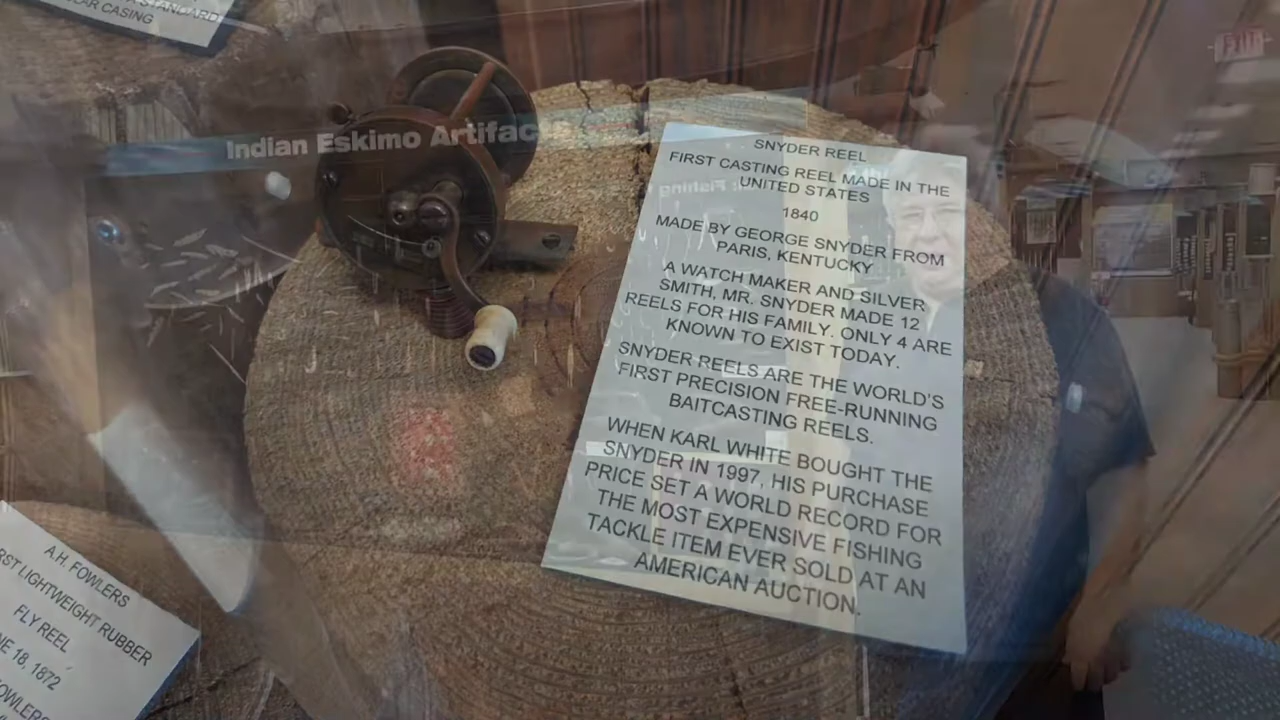 STANDARD
CASING
EXIT
Indian Eskimo Artifac
SNYDER REEL
FIRST CASTING REEL MADE IN THE
UNITED STATES
1840
MADE BY GEORGE SNYDER FROM
PARIS, KENTUCKY
A WATCH MAKER AND SILVER
SMITH, MR. SNYDER MADE 12
REELS FOR HIS FAMILY. ONLY 4 ARE
KNOWN TO EXIST TODAY.
SNYDER REELS ARE THE WORLD'S
FIRST PRECISION FREE-RUNNING
BAITCASTING REELS.
WHEN KARL WHITE BOUGHT THE
SNYDER IN 1997, HIS PURCHASE
PRICE SET A WORLD RECORD FOR
THE MOST EXPENSIVE FISHING
TACKLE ITEM EVER SOLD AT AN
AMERICAN AUCTION.
A.H. FOWLERS
RST LIGHTWEIGHT RUBBER
FLY REEL
NE 18, 1872
OWLERS